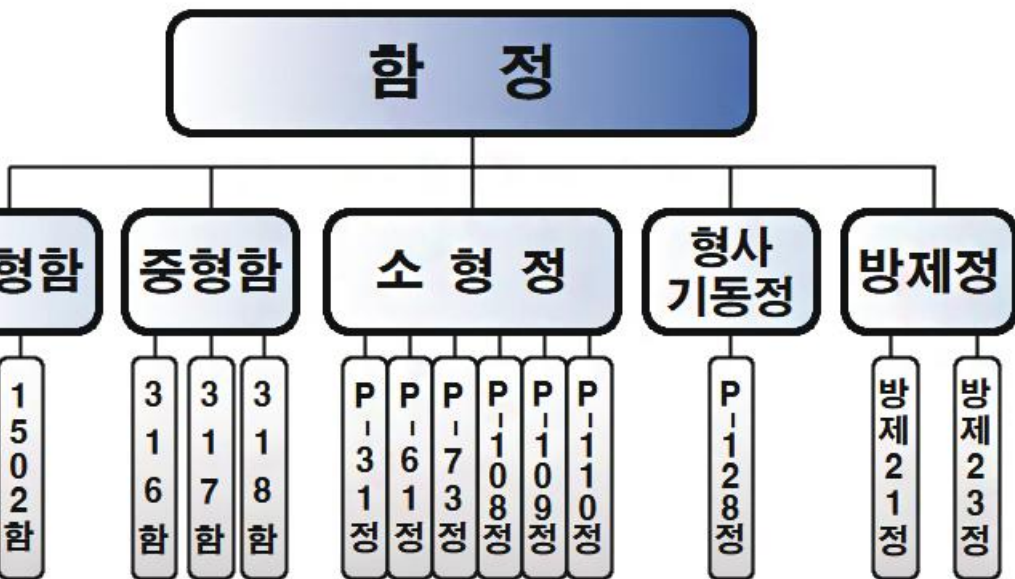 함 정
형함
중형함
소 형 정
형사
기동정
방제정
1502함
316함
317함
318함
P-31정
P-61정
P-73정
P-108정
P-109정
P-110정
P-128정
방제21정
방제23정